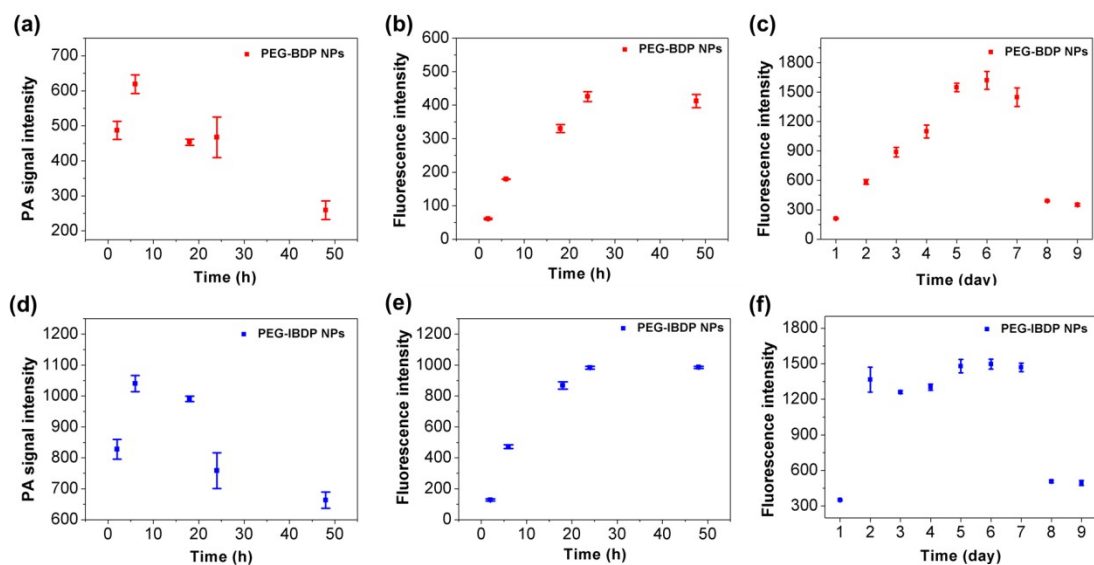 (a)
PA signal intensity
700
600
500
400
300
200
0 10 20 30 40 50
Time (h)
PEG-BDP NPs
(b)
Fluorescence intensity
600
500
400
300
200
100
0
0 10 20 30 40 50
Time (h)
PEG-BDP NPs
(c)
Fluorescence intensity
1800
1500
1200
900
600
300
1 2 3 4 5 6 7 8 9
Time (day)
PEG-BDP NPs
(d)
PA signal intensity
1200
1100
1000
900
800
700
600
0 10 20 30 40 50
Time (h)
PEG-IBDP NPs
(e)
Fluorescence intensity
1200
1000
800
600
400
200
0
0 10 20 30 40 50
Time (h)
PEG-IBDP NPs
(f)
Fluorescence intensity
1800
1500
1200
900
600
300
1 2 3 4 5 6 7 8 9
Time (day)
PEG-IBDP NPs